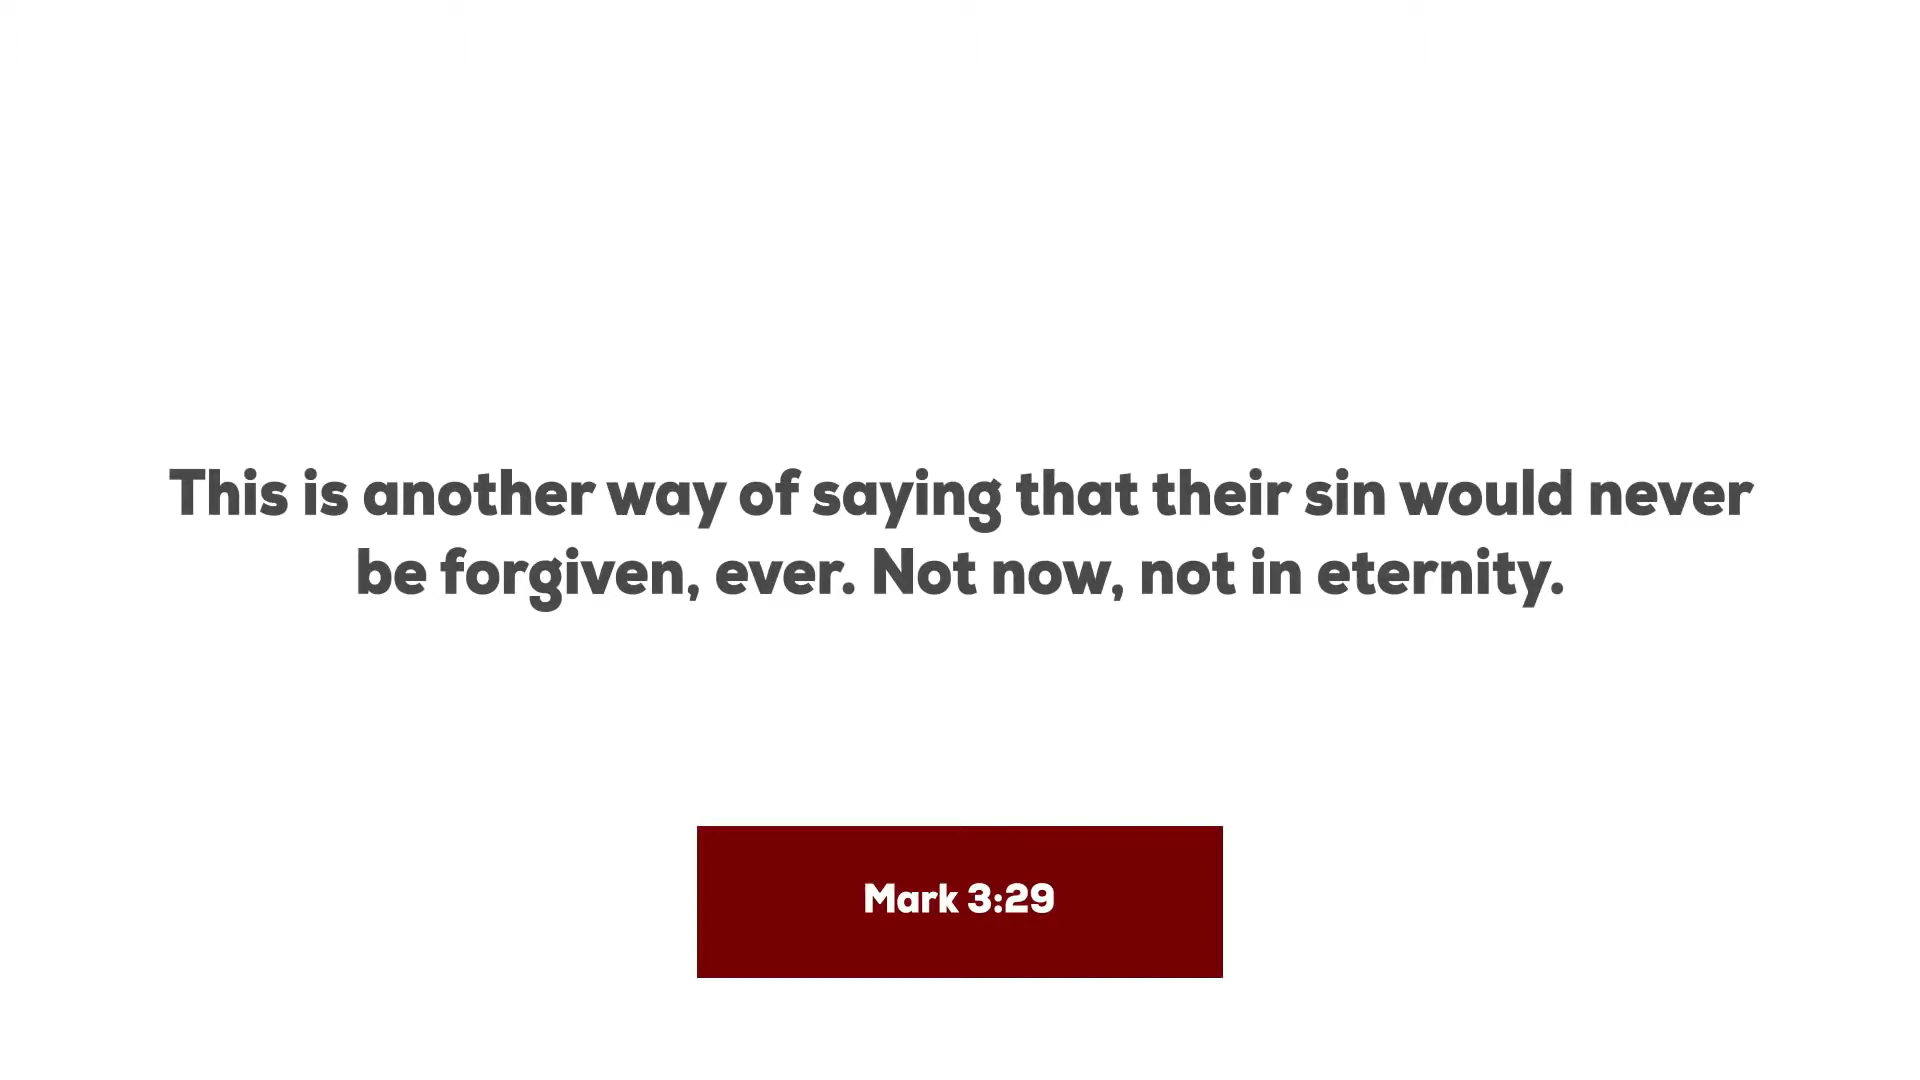 This is another way of saying that their sin would never
be forgiven, ever. Not now, not in eternity.
Mark 3:29